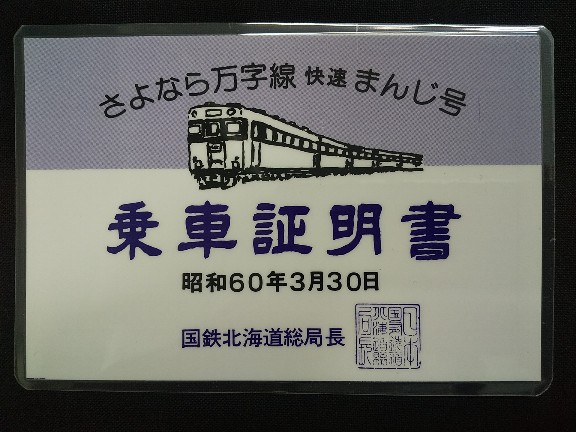 さよなら万字線 快速 まんじ号
乗車証明書
昭和60年3月30日
国鉄北海道総局長